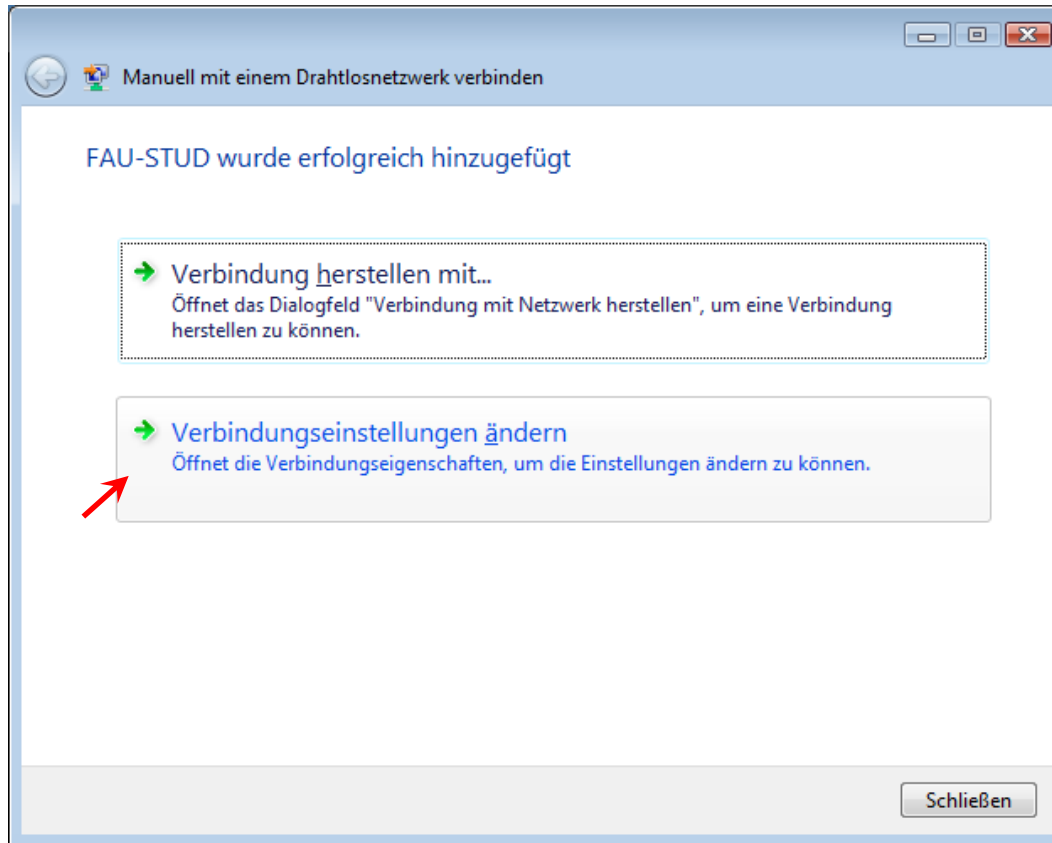 Manuell mit einem Drahtlosnetzwerk verbinden
FAU-STUD wurde erfolgreich hinzugefügt
Verbindung herstellen mit...
Öffnet das Dialogfeld "Verbindung mit Netzwerk herstellen", um eine Verbindung
herstellen zu können.
Verbindungseinstellungen ändern
Öffnet die Verbindungseigenschaften, um die Einstellungen ändern zu können.
Schließen